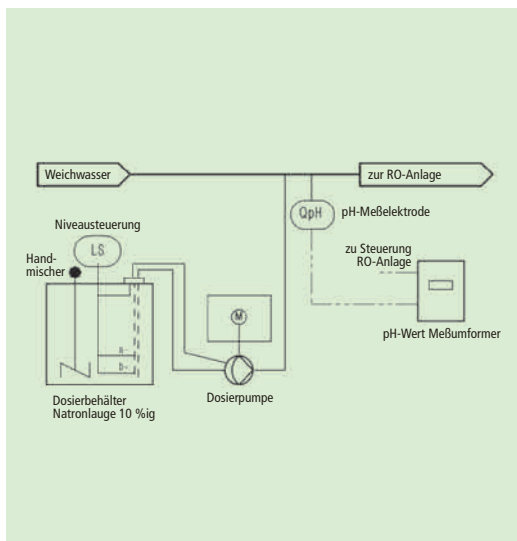 Weichwasser
zur RO-Anlage
QpH
pH-Meßelektrode
Niveausteuerung
LS
Hand-
mischer
zu Steuerung
RO-Anlage
M
pH-Wert Meßumformer
Dosierpumpe
Dosierbehälter
Natronlauge 10 %ig